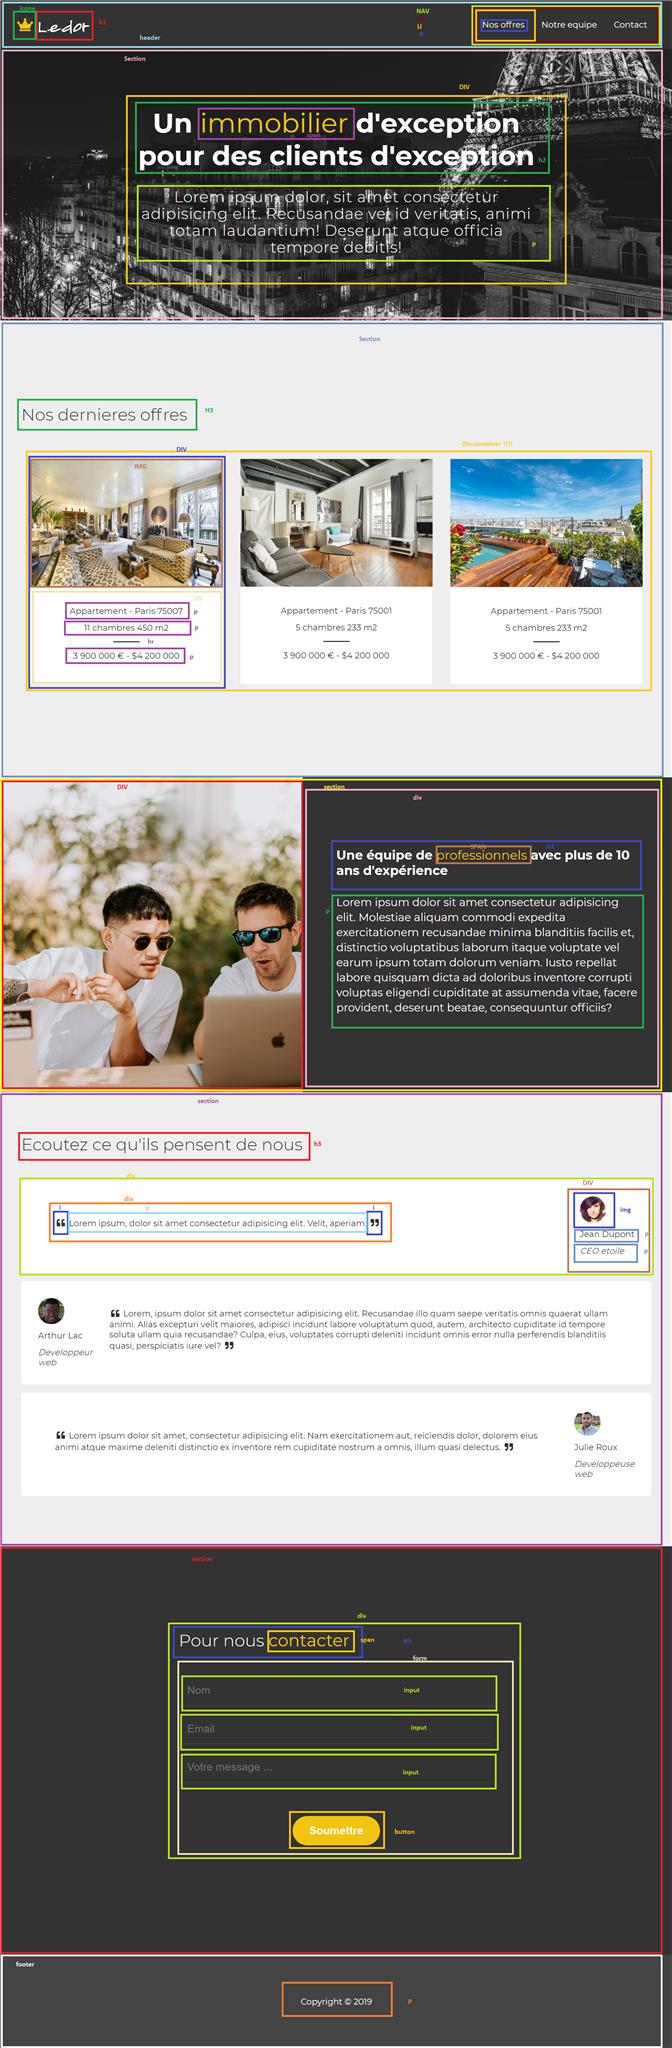 icone
Ledor
h1
header
NAV
LI
A
Nos offres
Notre equipe
Contact
Section
DIV
Un immobilier d'exception
span
pour des clients d'exception
h2
Lorem ipsum dolor, sit amet consectetur
adipisicing elit. Recusandae vel id veritatis, animi
totam laudantium! Deserunt atque officia
tempore debitis!
p
Section
Nos dernieres offres
H3
DIV
Div.container !!!!
IMG
DIV
Appartement - Paris 75007
p
11 chambres 450 m2
p
hr
3 900 000 € - $4 200 000
p
Appartement - Paris 75001
5 chambres 233 m2
3 900 000 € - $4 200 000
Appartement - Paris 75001
5 chambres 233 m2
3 900 000 € - $4 200 000
DIV
section
div
SPAN
h3
Une équipe de professionnels avec plus de 10
ans d'expérience
p
Lorem ipsum dolor sit amet consectetur adipisicing
elit. Molestiae aliquam commodi expedita
exercitationem recusandae minima blanditiis facilis et,
distinctio voluptatibus laborum itaque voluptate vel
earum ipsum totam dolorum veniam. Iusto repellat
labore quisquam dicta ad doloribus inventore corrupti
voluptas eligendi cupiditate at assumenda vitae, facere
provident, deserunt beatae, consequuntur officiis?
section
Ecoutez ce qu'ils pensent de nous
h3
div
div
i
p
i
❝ Lorem ipsum, dolor sit amet consectetur adipisicing elit. Velit, aperiam. ❞
DIV
img
Jean Dupont
p
CEO etoile
p
Arthur Lac
Developpeur
web
❝ Lorem, ipsum dolor sit amet consectetur adipisicing elit. Recusandae illo quam saepe veritatis omnis quaerat ullam
animi. Alias excepturi velit maiores, adipisci incidunt labore voluptatum quod, autem, architecto cupiditate id tempore
soluta ullam quia recusandae? Culpa, eius, voluptates corrupti deleniti incidunt omnis error nulla perferendis blanditiis
quasi, perspiciatis iure vel? ❞
❝ Lorem ipsum dolor sit amet, consectetur adipisicing elit. Nam exercitationem aut, reiciendis dolor, dolorem eius
animi atque maxime deleniti distinctio ex inventore rem cupiditate nostrum a omnis, illum quasi delectus. ❞
Julie Roux
Developpeuse
web
section
div
Pour nous contacter
span
H3
form
Nom
input
Email
input
Votre message ...
input
Soumettre
button
footer
Copyright © 2019
P